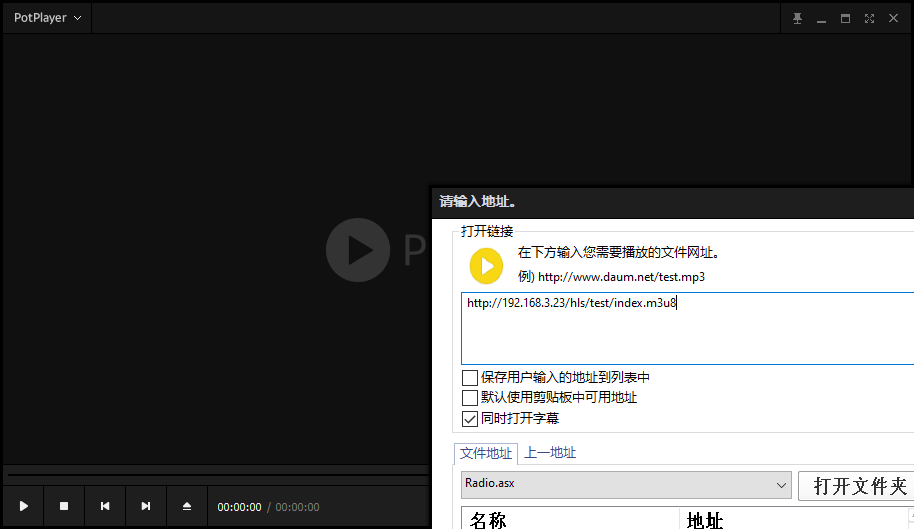 PotPlayer
P
请输入地址。
打开链接
在下方输入您需要播放的文件网址。
例) http://www.daum.net/test.mp3
http://192.168.3.23/hls/test/index.m3u8
保存用户输入的地址到列表中
默认使用剪贴板中可用地址
同时打开字幕
文件地址 上一地址
Radio.asx 打开文件夹
00:00:00 / 00:00:00
名称 地址